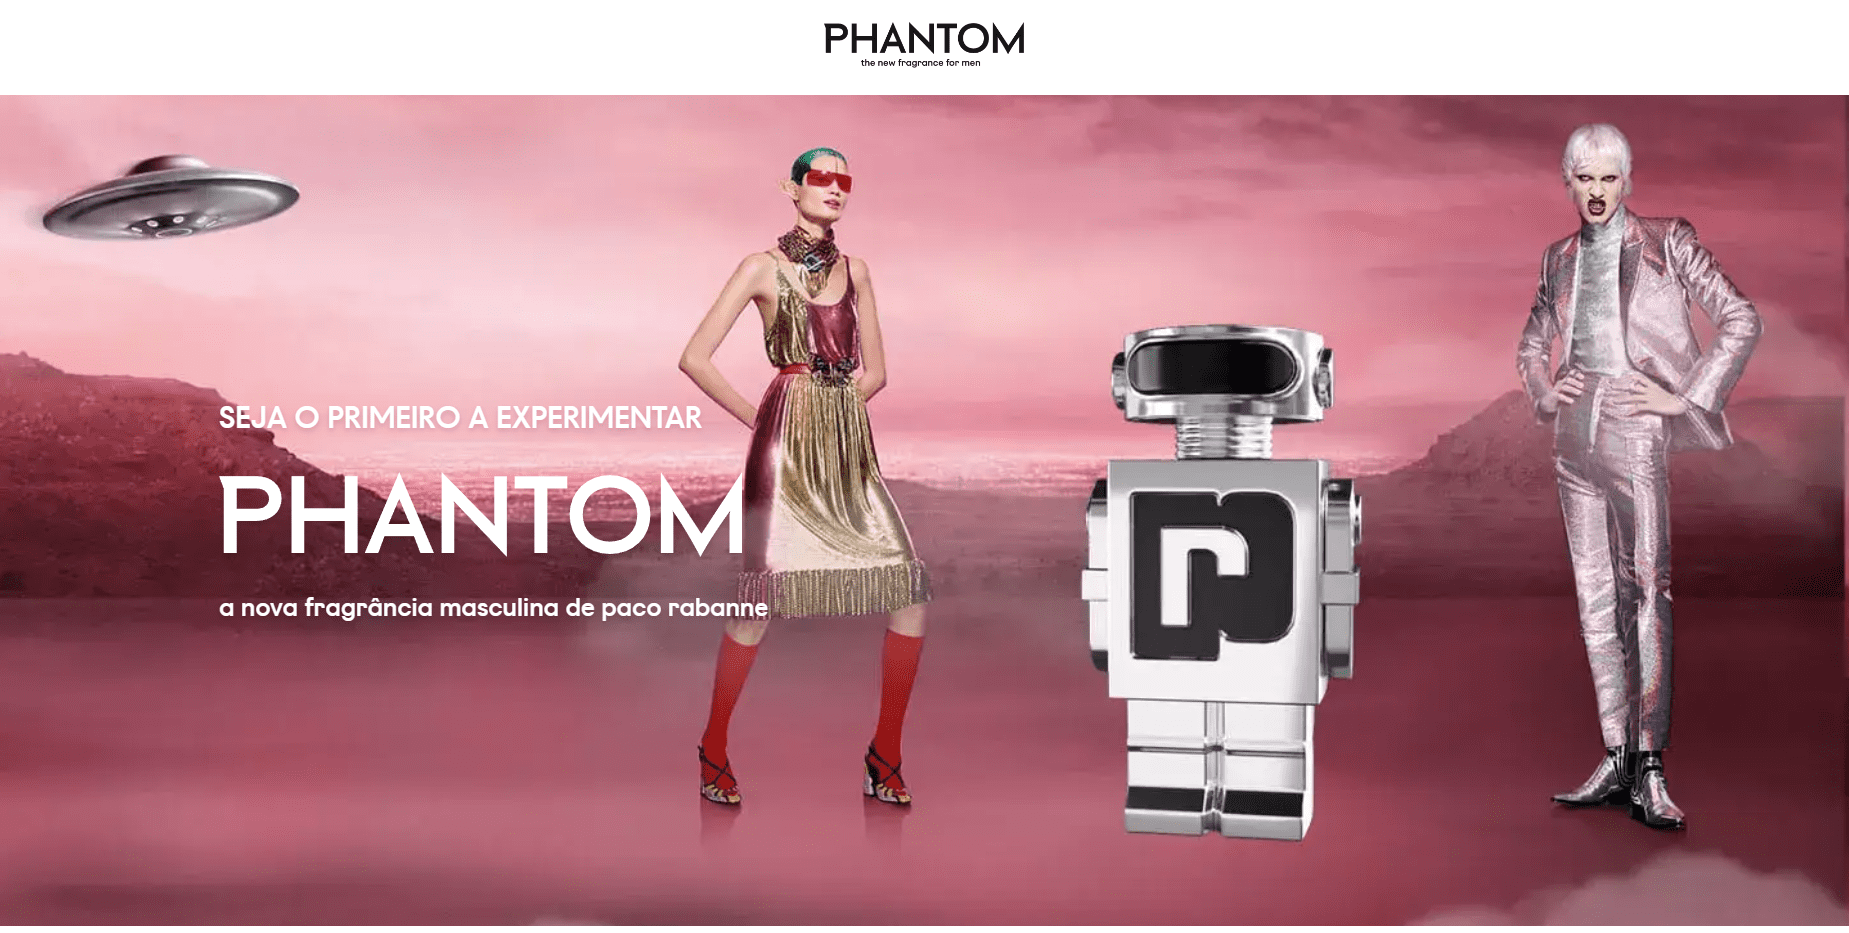 PHANTOM
the new fragrance for men
SEJA O PRIMEIRO A EXPERIMENTAR
PHANTOM
a nova fragrância masculina de paco rabanne